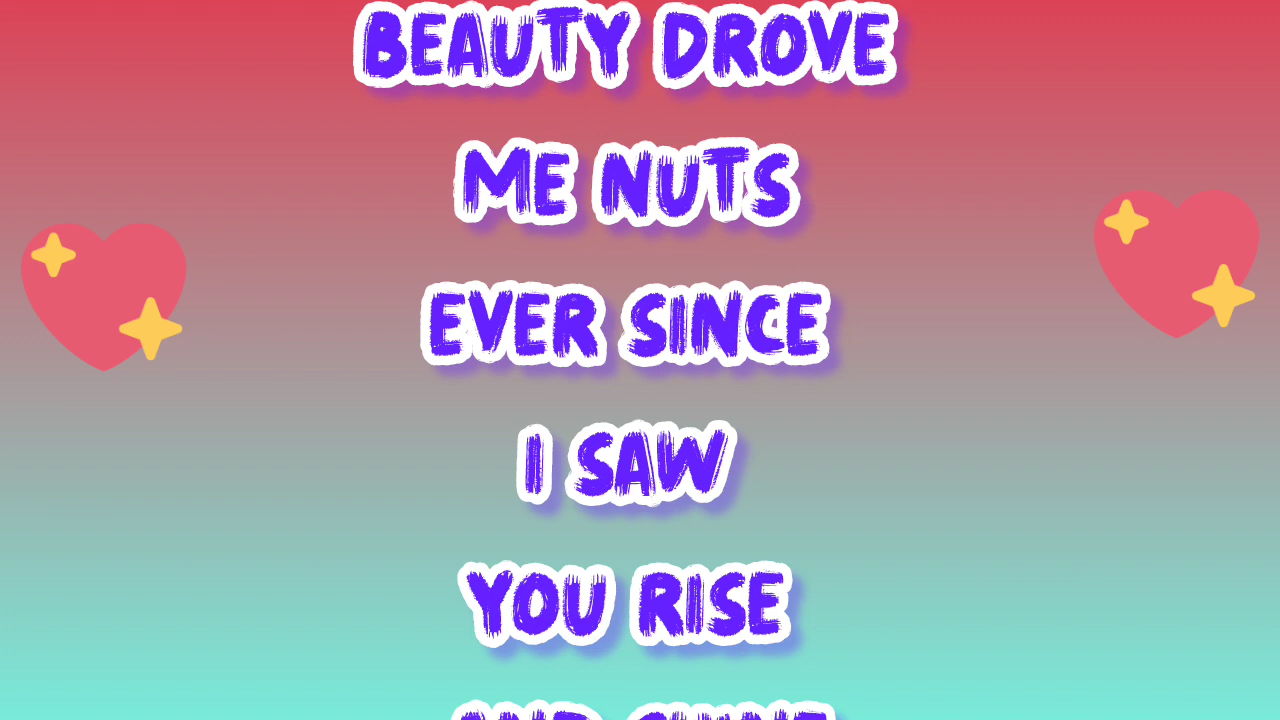 BEAUTY DROVE
ME NUTS
EVER SINCE
I SAW
YOU RISE